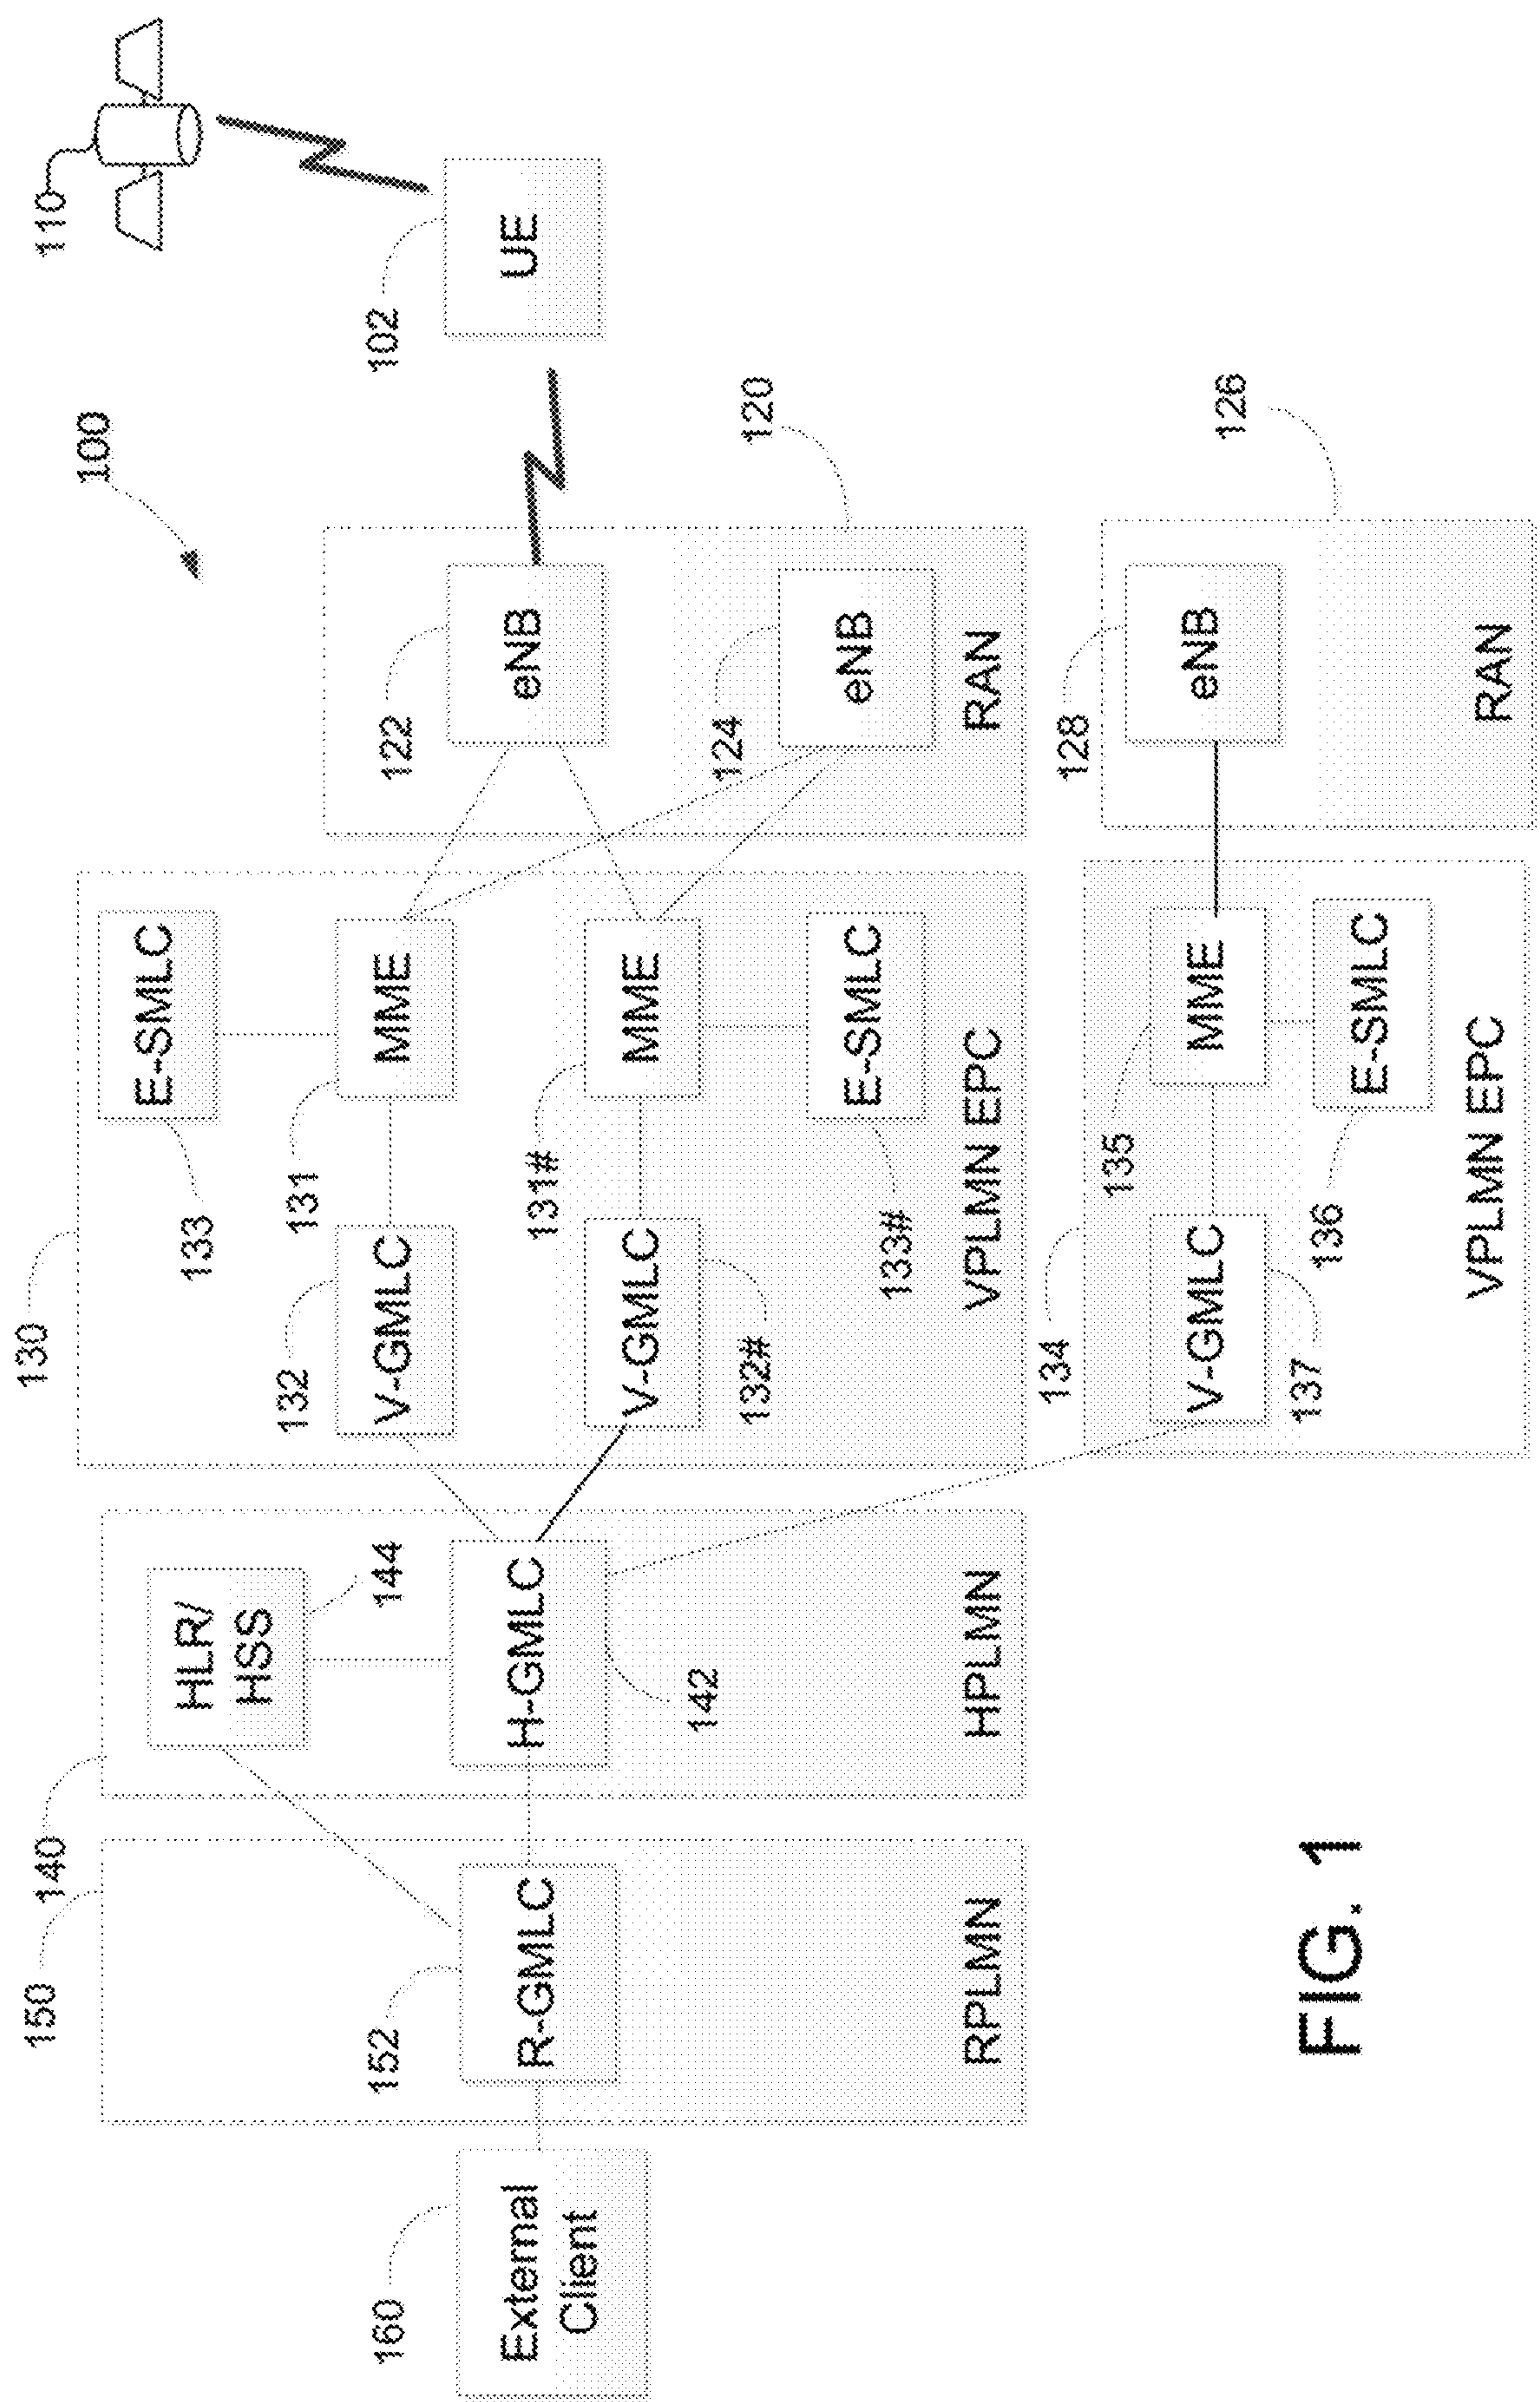 100
110
102
UE
160
External
Client
150
152
R-GMLC
RPLMN
140
HLR/
HSS
144
H-GMLC
142
HPLMN
130
133
E-SMLC
132
V-GMLC
131
MME
131#
MME
V-GMLC
132#
133#
E-SMLC
VPLMN EPC
122
eNB
124
eNB
RAN
120
134
135
V-GMLC
MME
137
136
E-SMLC
VPLMN EPC
128
eNB
RAN
126
FIG. 1